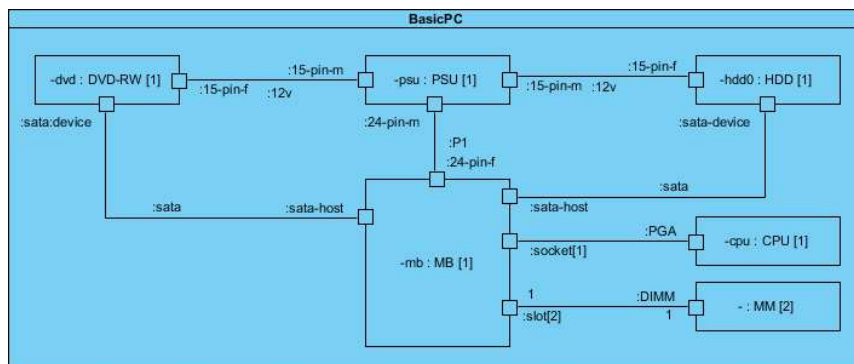 BasicPC
-dvd : DVD-RW [1]
:15-pin-f
:12v
:15-pin-m
-psu : PSU [1]
:15-pin-m
:12v
:15-pin-f
-hdd0 : HDD [1]
:sata:device
:24-pin-m
:sata-device
:P1
:24-pin-f
:sata
:sata-host
:sata
:sata-host
-mb : MB [1]
:socket[1]
:PGA
-cpu : CPU [1]
1
:slot[2]
:DIMM
1
- : MM [2]